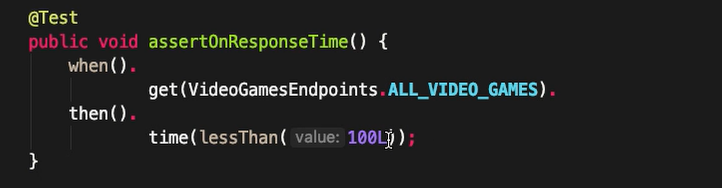 @Test
public void assertOnResponseTime() {
when().
get(VideoGamesEndpoints.ALL_VIDEO_GAMES).
then().
time(lessThan( value: 100L));
}